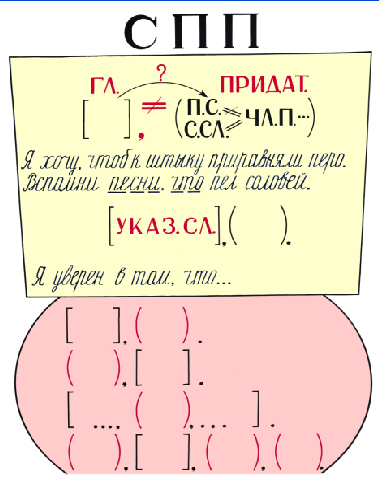 СПП
?
ГЛ. ПРИДАТ.
[ ], ≠ (П.С. = ЧЛ.П...)
С.СЛ.
Я хочу, чтоб к штыку приравняли перо.
Вспомни песни, что пел соловей.
[УКАЗ.СЛ.], ( ).
Я уверен в том, что...
[ ], ( ).
( ), [ ].
[ ...., ( ), .... ].
( ), [ ], ( ), ( ).